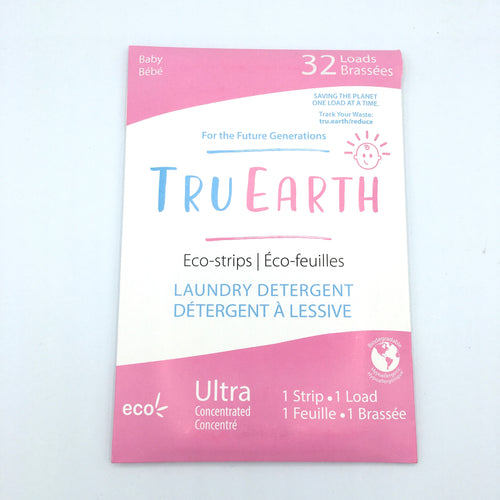 Baby
Bébé
32 Loads
Brassées
SAVING THE PLANET
ONE LOAD AT A TIME.
Track Your Waste:
tru.earth/reduce
For the Future Generations
TRU EARTH
Eco-strips | Éco-feuilles
LAUNDRY DETERGENT
DÉTERGENT À LESSIVE
Biodegradable
Hypoallergenic
eco
Ultra
Concentrated
Concentré
1 Strip • 1 Load
1 Feuille • 1 Brassée